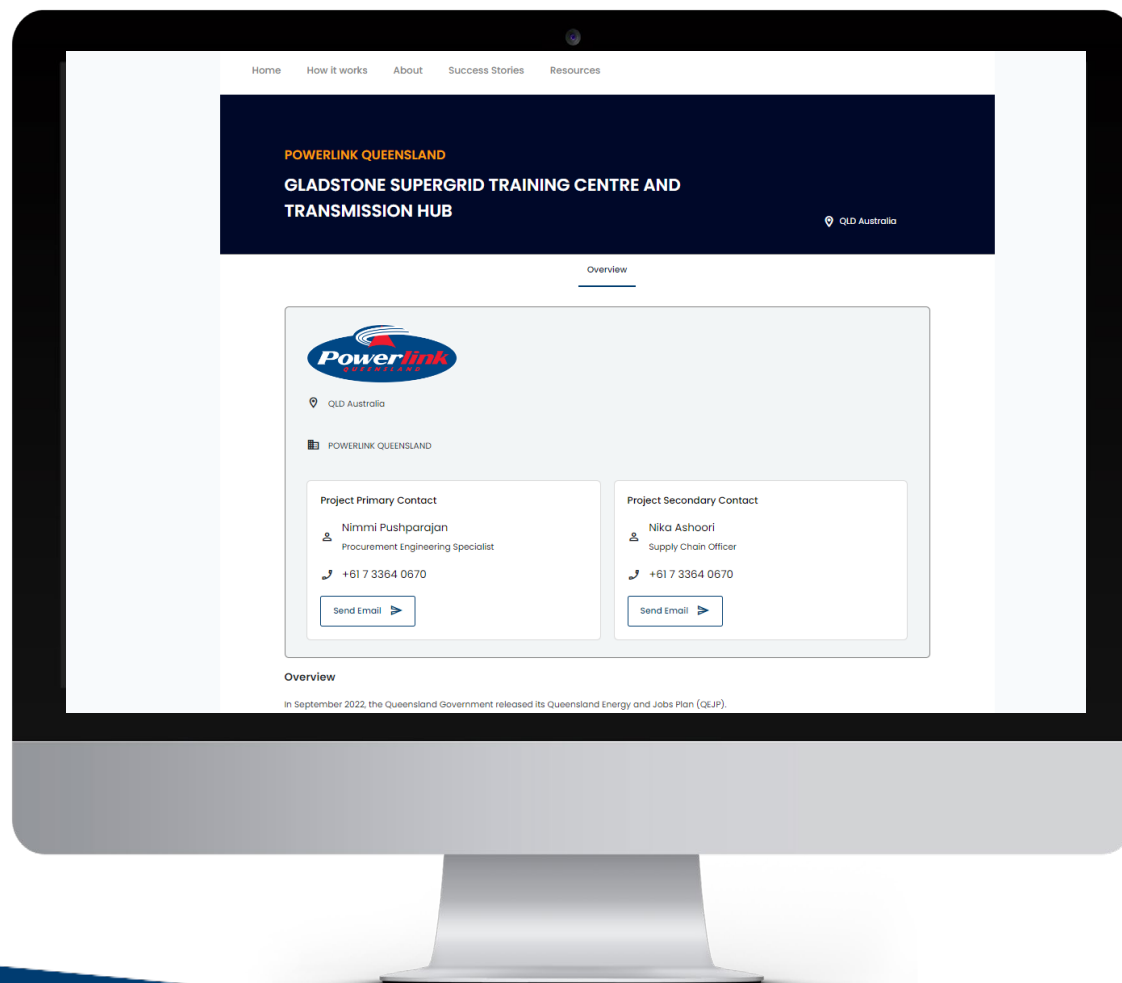 Home How it works About Success Stories Resources
POWERLINK QUEENSLAND
GLADSTONE SUPERGRID TRAINING CENTRE AND
TRANSMISSION HUB
QLD Australia
Overview
Powerlink
QUEENSLAND
QLD Australia
POWERLINK QUEENSLAND
Project Primary Contact
Nimmi Pushparajan
Procurement Engineering Specialist
+61 7 3364 0670
Send Email
Project Secondary Contact
Nika Ashoori
Supply Chain Officer
+61 7 3364 0670
Send Email
Overview
In September 2022, the Queensland Government released its Queensland Energy and Jobs Plan (QEJP).